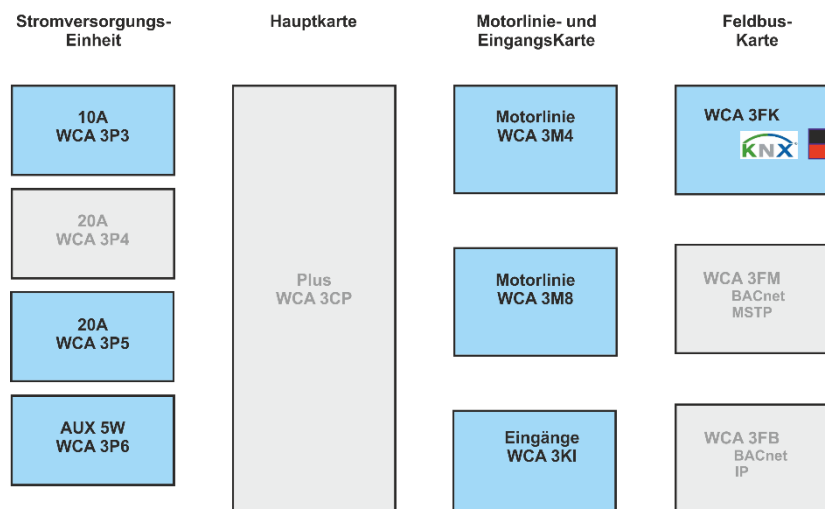 Stromversorgungs-
Einheit
Hauptkarte
Motorlinie- und
EingangsKarte
Feldbus-
Karte
10A
WCA 3P3
20A
WCA 3P4
20A
WCA 3P5
AUX 5W
WCA 3P6
Plus
WCA 3CP
Motorlinie
WCA 3M4
Motorlinie
WCA 3M8
Eingänge
WCA 3KI
WCA 3FK
KNX
WCA 3FM
BACnet
MSTP
WCA 3FB
BACnet
IP